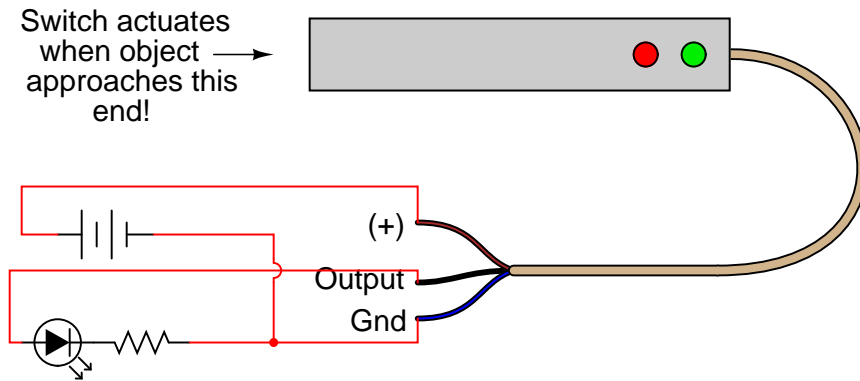 Switch actuates
when object
approaches this
end!
(+)
Output
Gnd